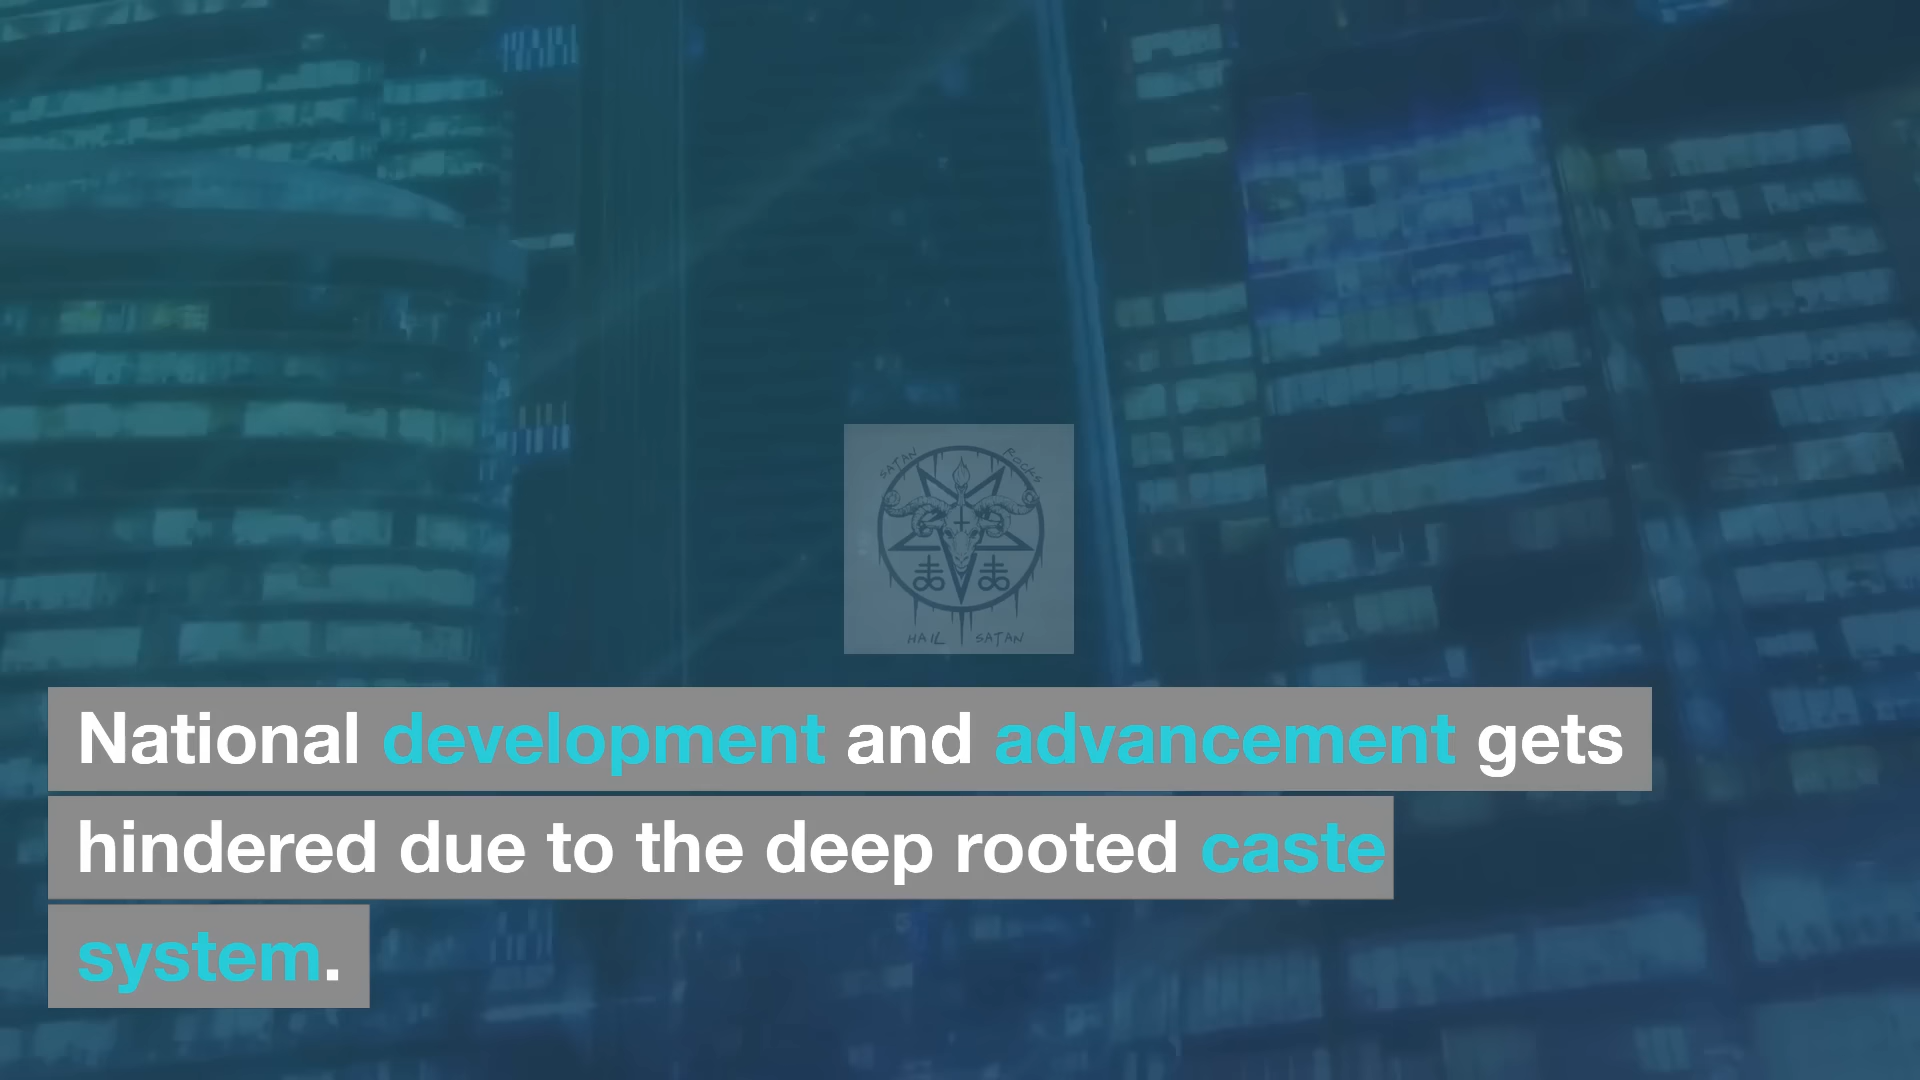 SATAN ROCKS
HAIL SATAN
National development and advancement gets
hindered due to the deep rooted caste
system.